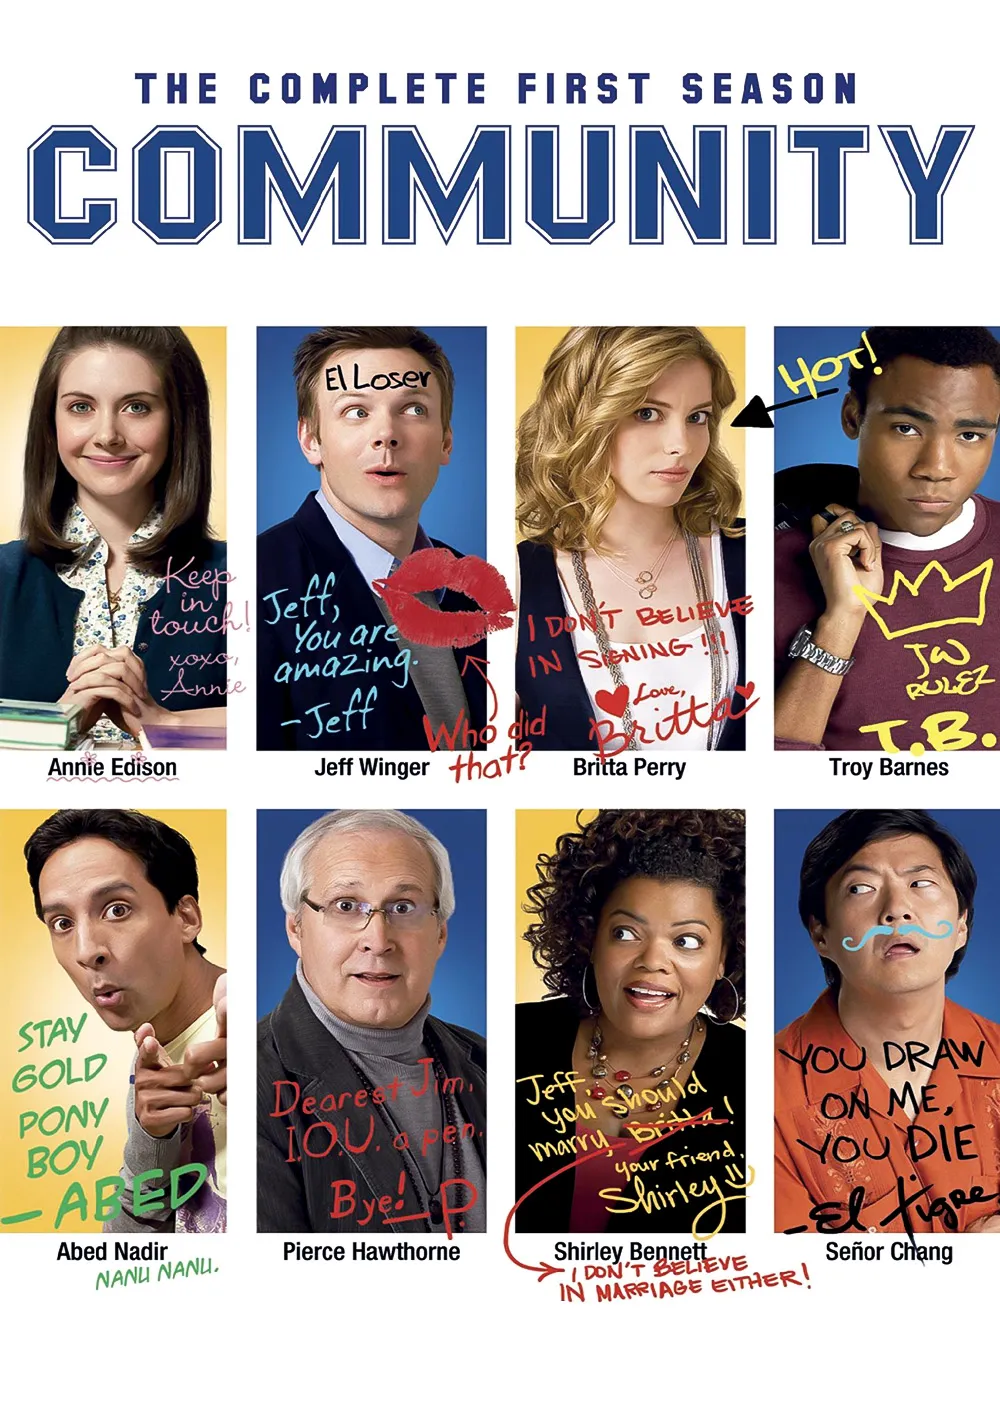 THE COMPLETE FIRST SEASON
COMMUNITY
Keep
in
touch!
xoxo,
Annie
Annie Edison
El Loser
Jeff,
You are
amazing.
-Jeff
Who did
that?
Jeff Winger
I DON'T BELIEVE
IN SIGNING!!!
Love,
Britta
Britta Perry
HOT!
JW
RULEZ
T.B.
Troy Barnes
STAY
GOLD
PONY
BOY
-ABED
Abed Nadir
NANU NANU.
Dearest Jim,
I.O.U. a pen.
Bye! -P
Pierce Hawthorne
Jeff,
you should
marry Britta!
your friend,
Shirley
Shirley Bennett
I DON'T BELIEVE
IN MARRIAGE EITHER!
YOU DRAW
ON ME,
YOU DIE
-El tigre
Señor Chang